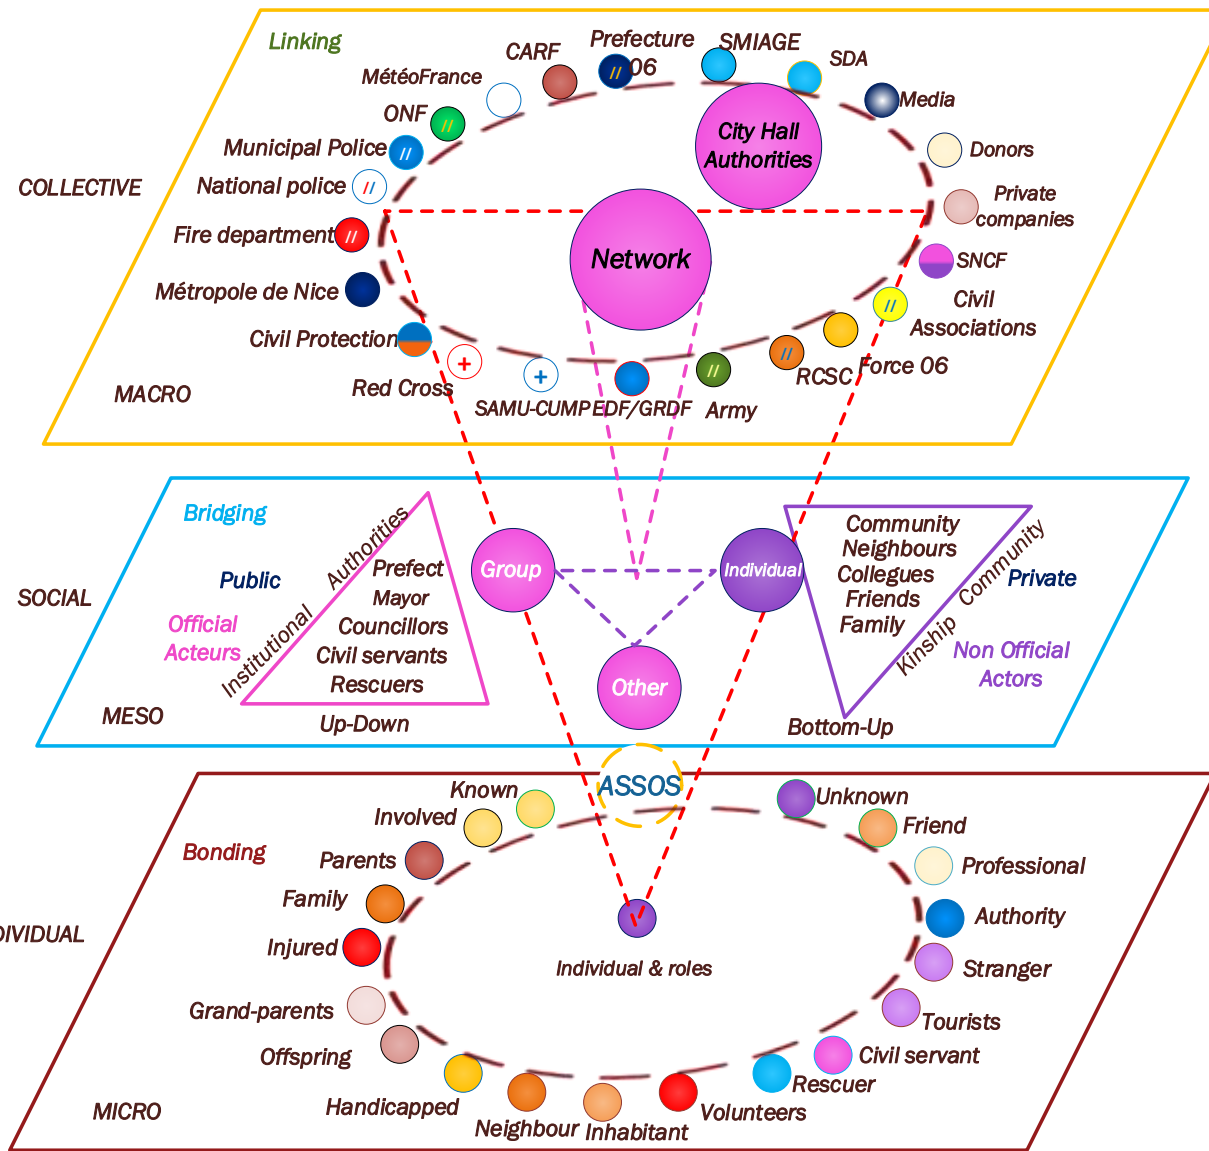 Linking
CARF
Prefecture
06
SMIAGE
SDA
MétéoFrance
Media
ONF
City Hall
Authorities
Municipal Police
Donors
National police
COLLECTIVE
Private
companies
Fire department
Network
SNCF
Métropole de Nice
Civil
Associations
Civil Protection
Force 06
RCSC
Red Cross
MACRO
SAMU-CUMP
EDF/GRDF
Army
Bridging
Authorities
Institutional
Public
Official
Acteurs
Prefect
Mayor
Councillors
Civil servants
Rescuers
Up-Down
Group
Individual
Other
Community
Neighbours
Collegues
Friends
Family
Community
Kinship
Private
Non Official
Actors
SOCIAL
MESO
Bottom-Up
ASSOS
Known
Unknown
Involved
Friend
Bonding
Parents
Professional
Family
Authority
DIVIDUAL
Injured
Individual & roles
Stranger
Grand-parents
Tourists
Offspring
Civil servant
Rescuer
Handicapped
Volunteers
MICRO
Neighbour
Inhabitant